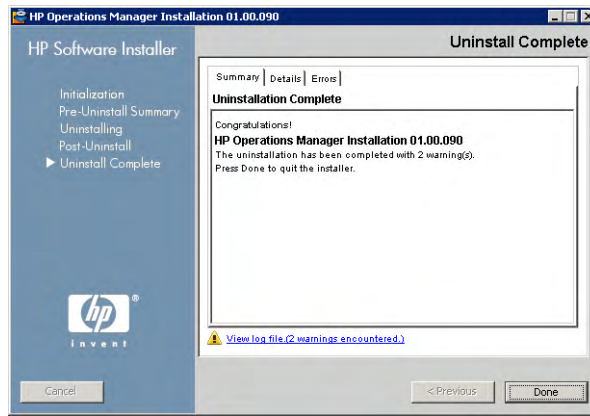 HP Operations Manager Installation 01.00.090
HP Software Installer
Uninstall Complete
Initialization
Pre-Uninstall Summary
Uninstalling
Post-Uninstall
Uninstall Complete
Summary Details Errors
Uninstallation Complete
Congratulations!
HP Operations Manager Installation 01.00.090
The uninstallation has been completed with 2 warning(s).
Press Done to quit the installer.
hp
®
invent
View log file.(2 warnings encountered.)
Cancel
< Previous
Done